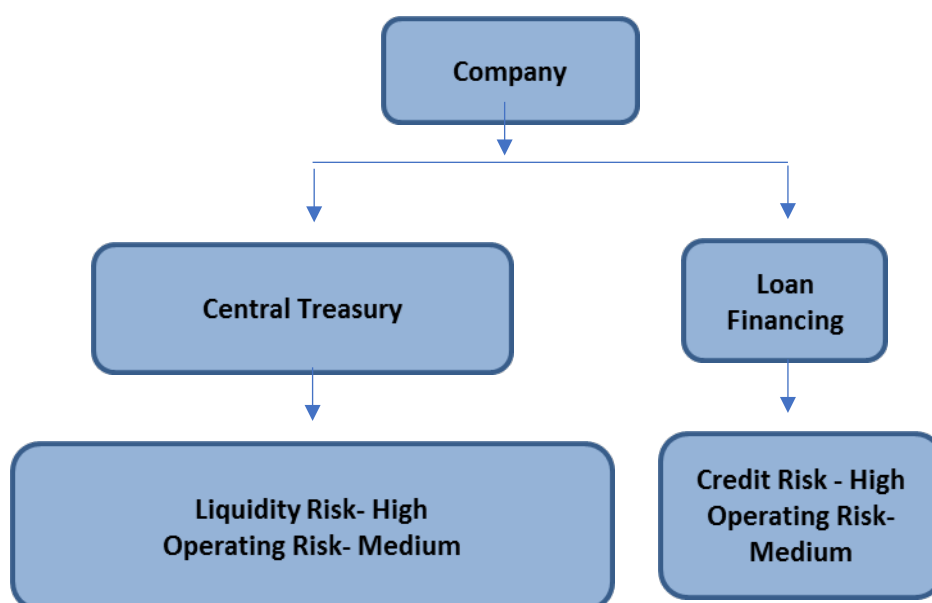 Company
Central Treasury
Loan
Financing
Liquidity Risk- High
Operating Risk- Medium
Credit Risk - High
Operating Risk-
Medium